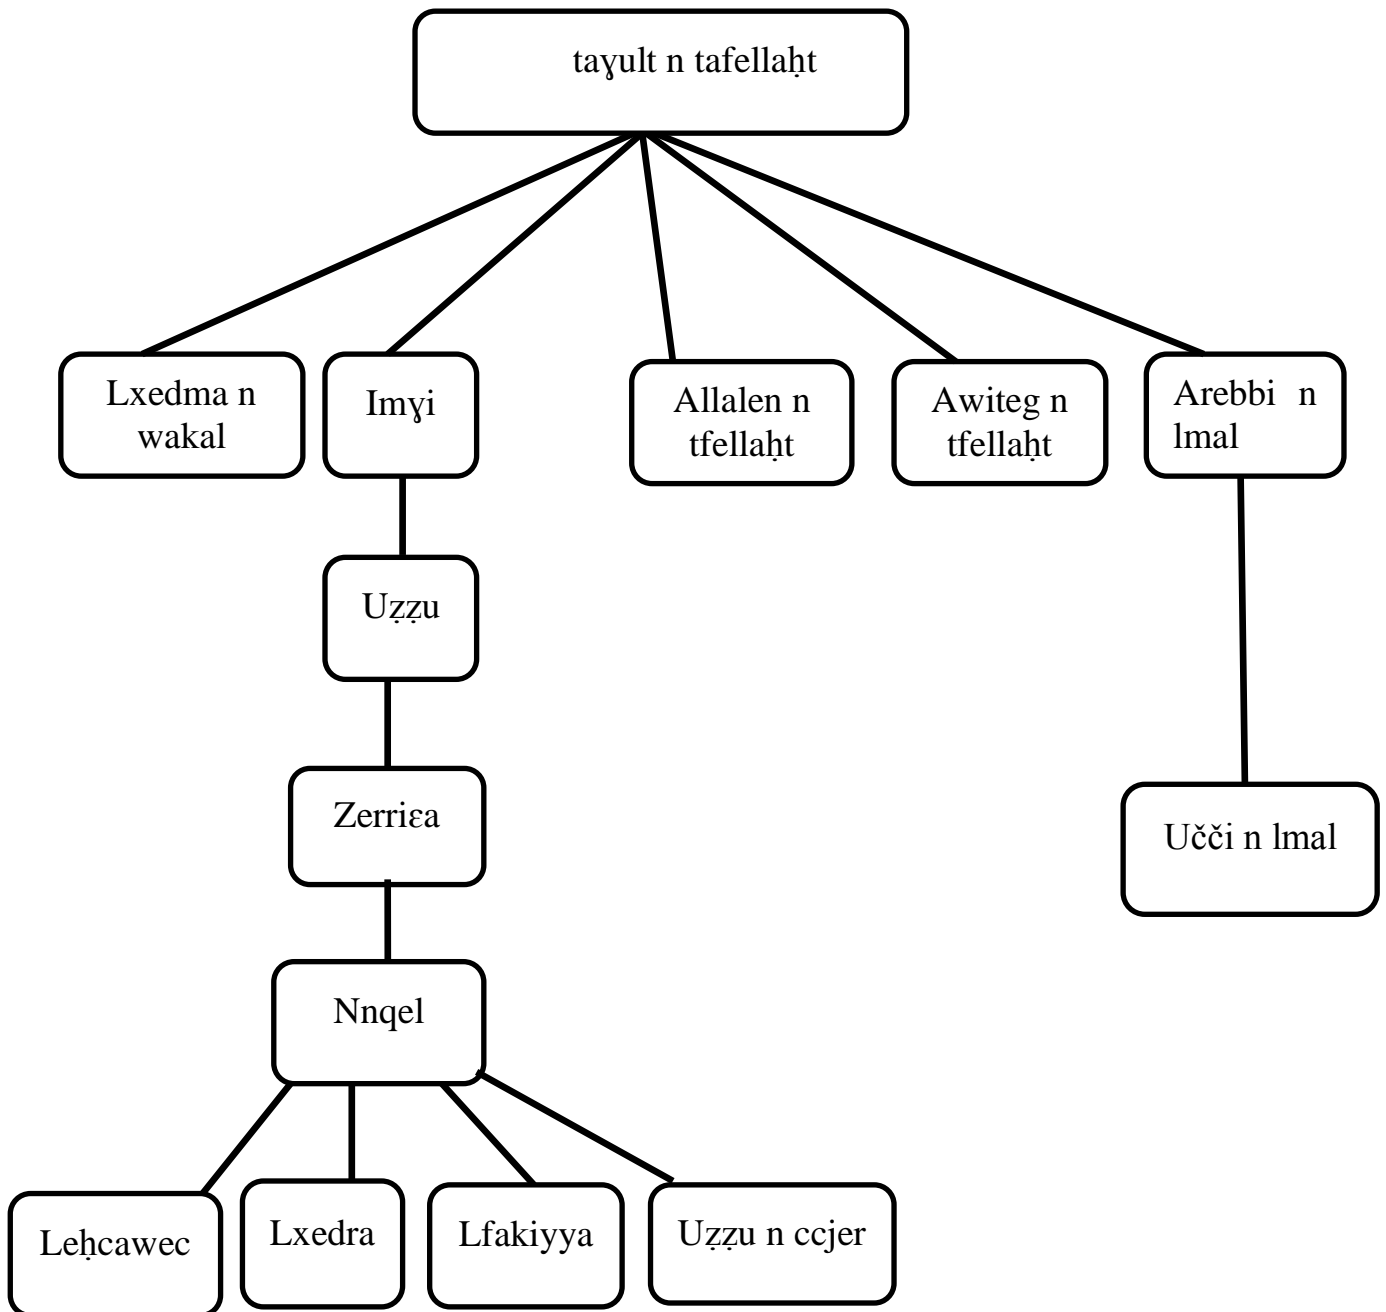 taɣult n tafellaḥt
Lxedma n
wakal
Imɣi
Allalen n
tfellaḥt
Awiteg n
tfellaḥt
Arebbi n
lmal
Uẓẓu
Zerriɛa
Učči n lmal
Nnqel
Leḥcawec
Lxedra
Lfakiyya
Uẓẓu n ccjer